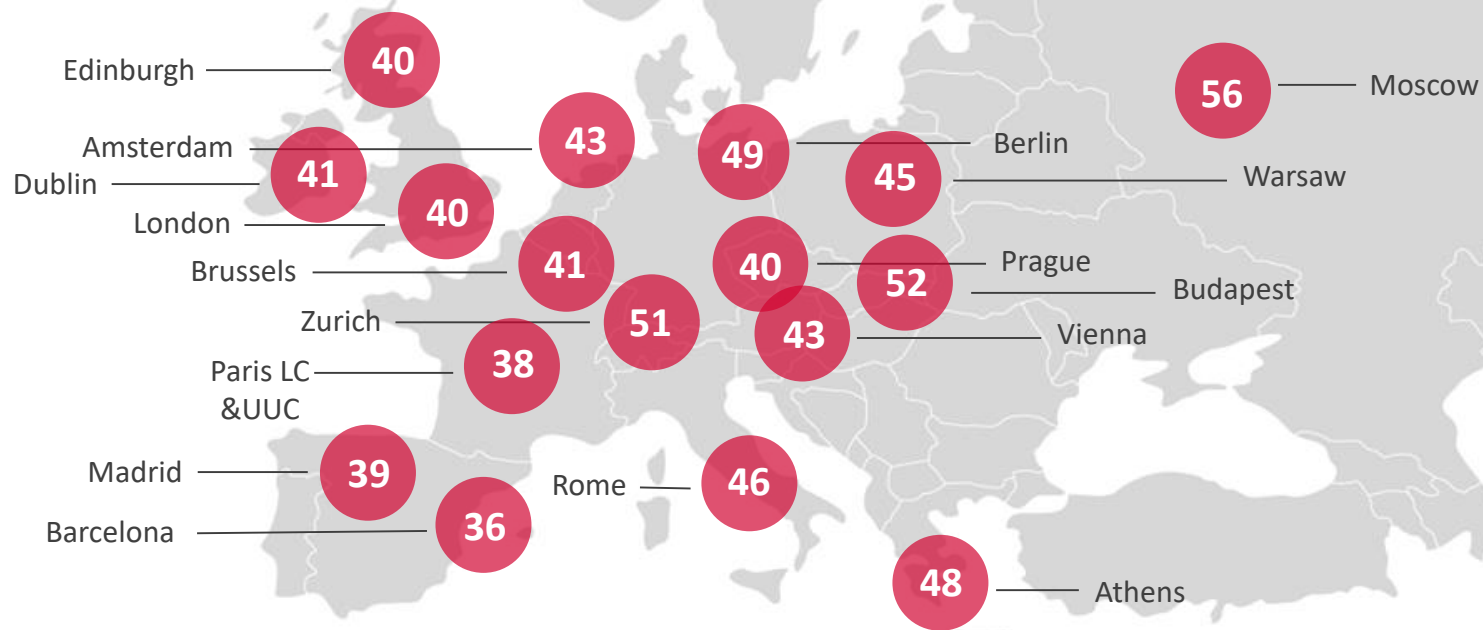 Edinburgh
40
56
Moscow
Amsterdam
43
49
Berlin
Dublin
41
45
Warsaw
London
40
Brussels
41
40
Prague
52
Budapest
Zurich
51
43
Vienna
Paris LC
&UUC
38
Madrid
39
Rome
46
Barcelona
36
48
Athens